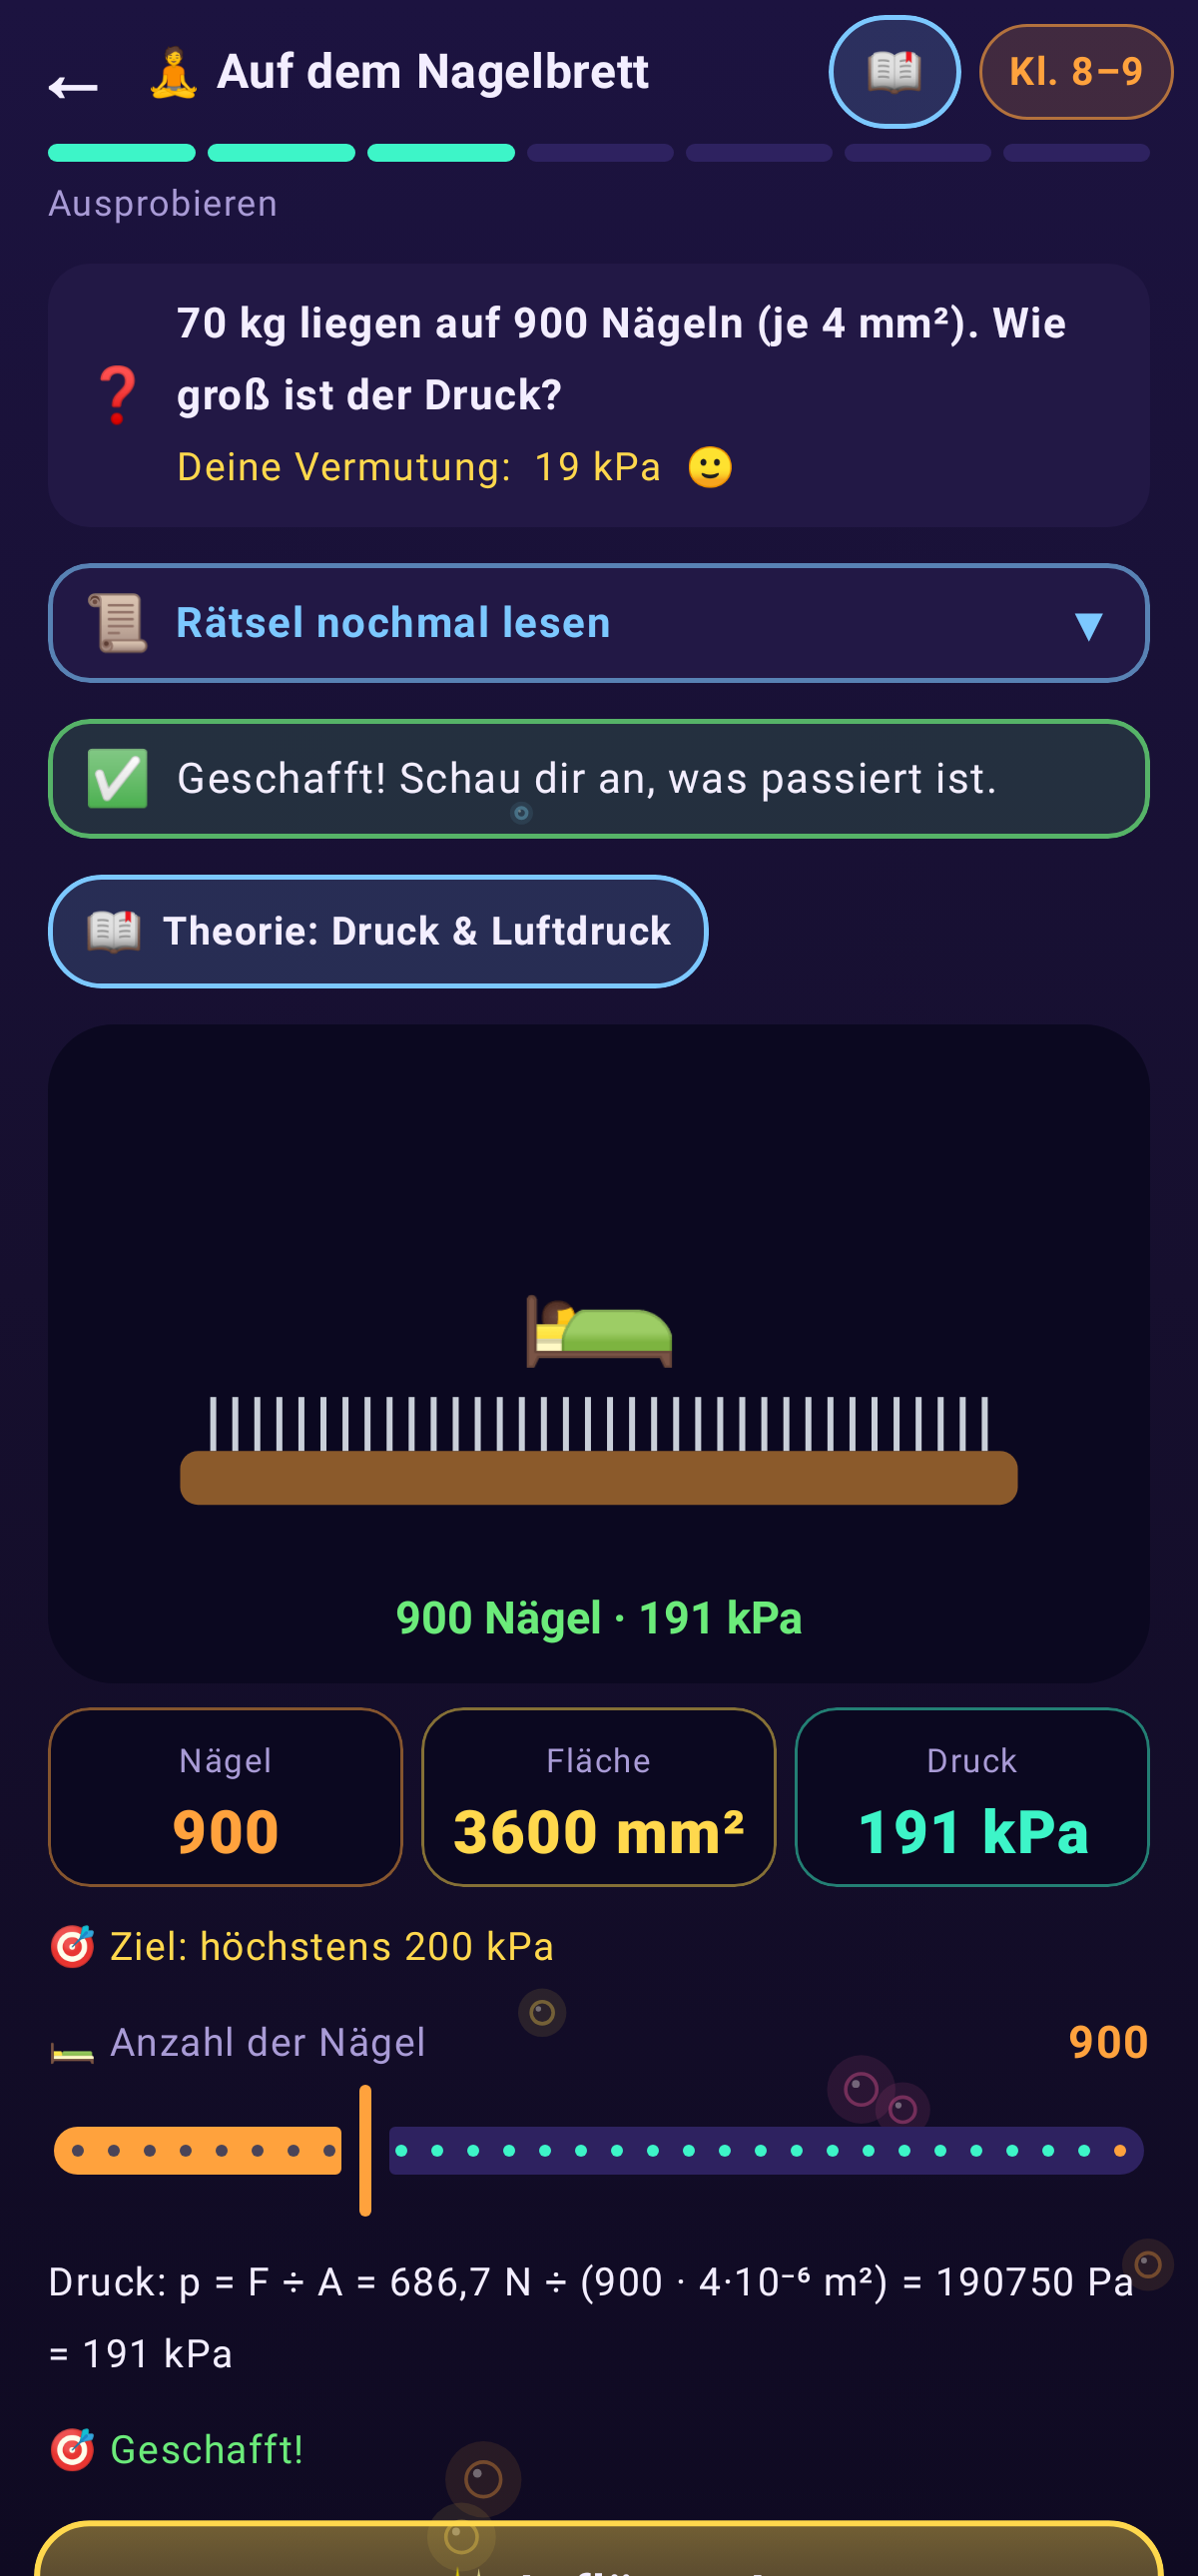 Auf dem Nagelbrett
Kl. 8–9
Ausprobieren
70 kg liegen auf 900 Nägeln (je 4 mm²). Wie
groß ist der Druck?
Deine Vermutung: 19 kPa
Rätsel nochmal lesen
Geschafft! Schau dir an, was passiert ist.
Theorie: Druck & Luftdruck
900 Nägel · 191 kPa
Nägel
900
Fläche
3600 mm²
Druck
191 kPa
Ziel: höchstens 200 kPa
Anzahl der Nägel
900
Druck: p = F ÷ A = 686,7 N ÷ (900 · 4·10⁻⁶ m²) = 190750 Pa
= 191 kPa
Geschafft!